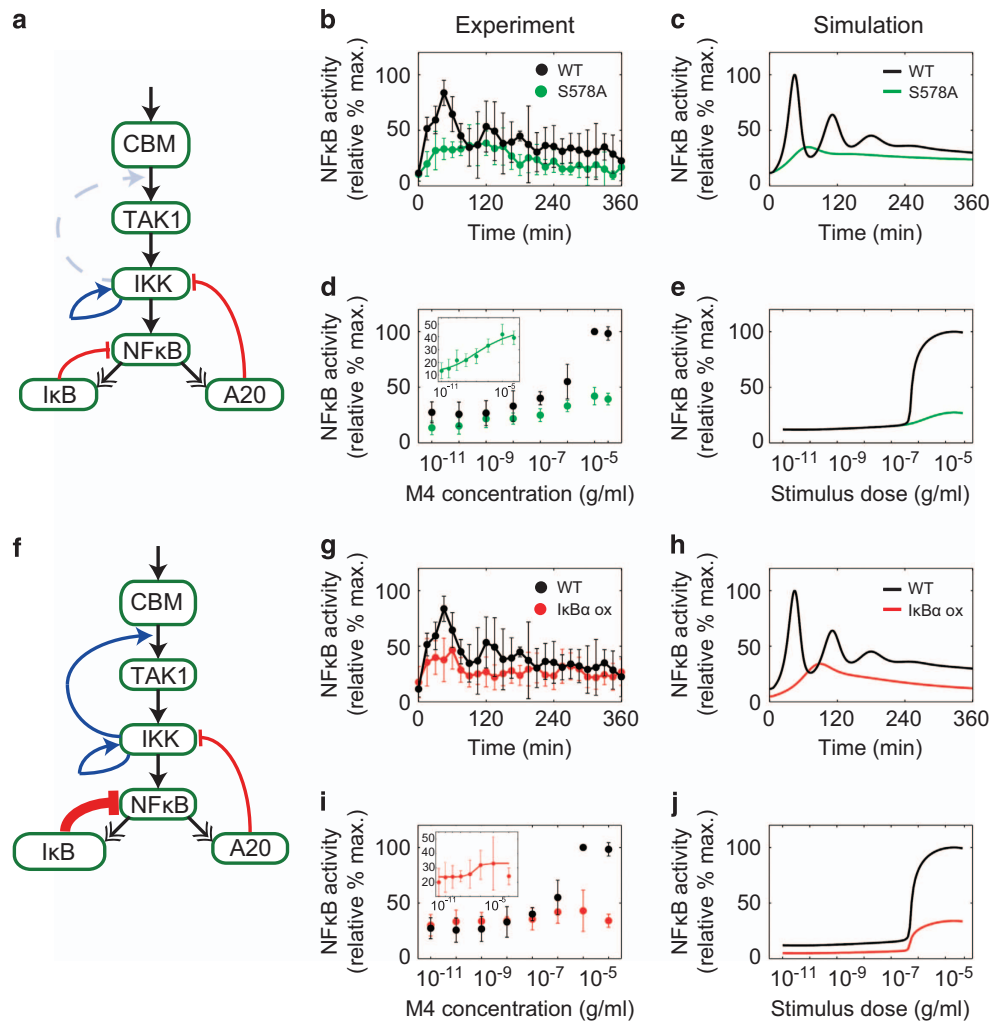 Experiment
Simulation
a
CBM
TAK1
IKK
NFκB
IκB
A20
b
NFκB activity
(relative % max.)
100
50
0
WT
S578A
0 120 240 360
Time (min)
c
NFκB activity
(relative % max.)
100
50
0
WT
S578A
0 120 240 360
Time (min)
d
NFκB activity
(relative % max.)
100
50
0
50
40
30
20
10
10⁻¹¹ 10⁻⁵
10⁻¹¹ 10⁻⁹ 10⁻⁷ 10⁻⁵
M4 concentration (g/ml)
e
NFκB activity
(relative % max.)
100
50
0
10⁻¹¹ 10⁻⁹ 10⁻⁷ 10⁻⁵
Stimulus dose (g/ml)
f
CBM
TAK1
IKK
NFκB
IκB
A20
g
NFκB activity
(relative % max.)
100
50
0
WT
IκBα ox
0 120 240 360
Time (min)
h
NFκB activity
(relative % max.)
100
50
0
WT
IκBα ox
0 120 240 360
Time (min)
i
NFκB activity
(relative % max.)
100
50
0
50
40
30
20
10⁻¹¹ 10⁻⁵
10⁻¹¹ 10⁻⁹ 10⁻⁷ 10⁻⁵
M4 concentration (g/ml)
j
NFκB activity
(relative % max.)
100
50
0
10⁻¹¹ 10⁻⁹ 10⁻⁷ 10⁻⁵
Stimulus dose (g/ml)